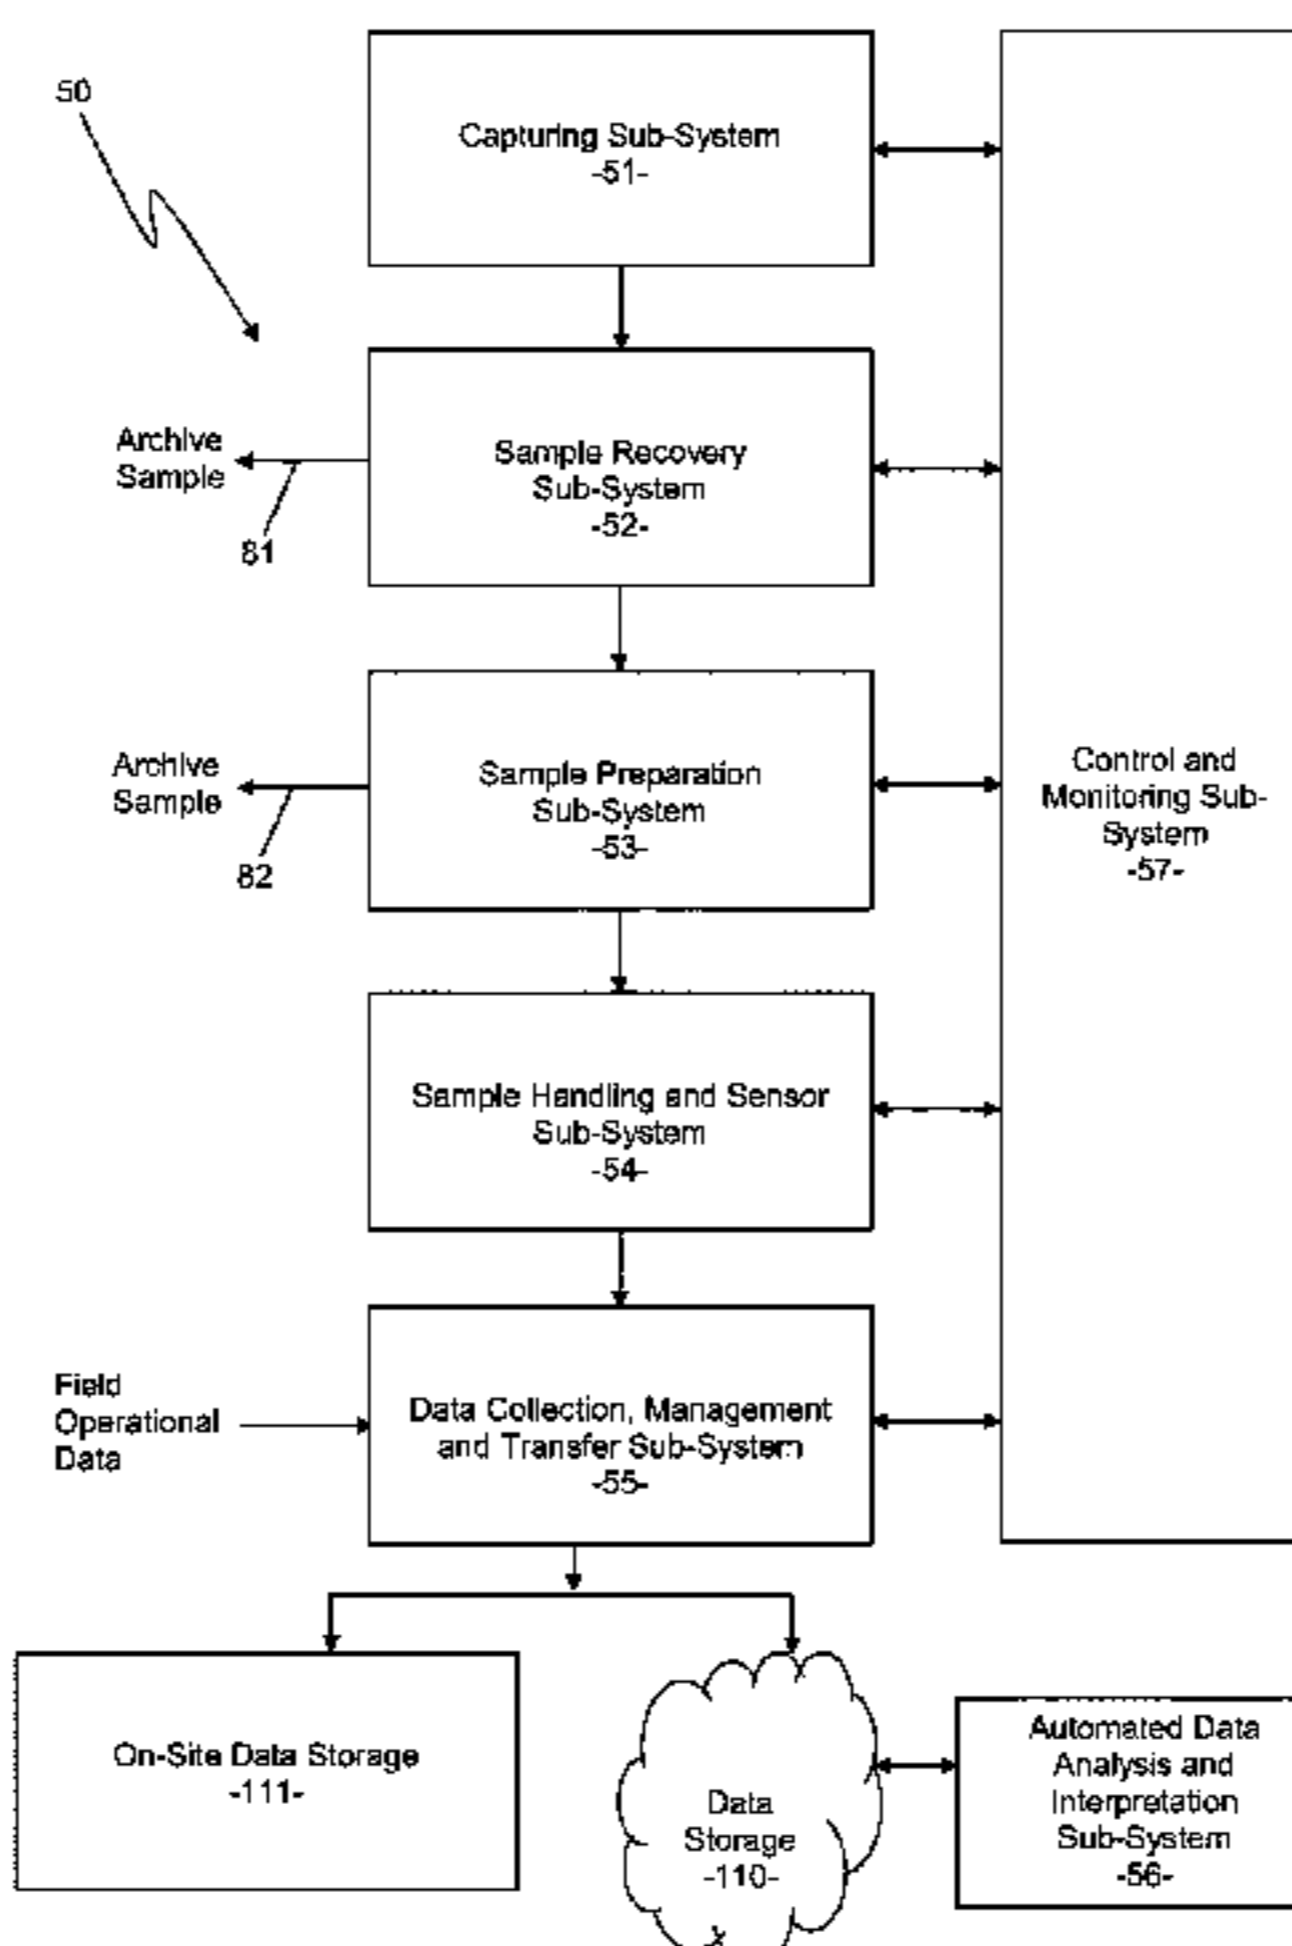 50
Capturing Sub-System
-51-
Archive
Sample
81
Sample Recovery
Sub-System
-52-
Archive
Sample
82
Sample Preparation
Sub-System
-53-
Control and
Monitoring Sub-
System
-57-
Sample Handling and Sensor
Sub-System
-54-
Field
Operational
Data
Data Collection, Management
and Transfer Sub-System
-55-
On-Site Data Storage
-111-
Data
Storage
-110-
Automated Data
Analysis and
Interpretation
Sub-System
-56-